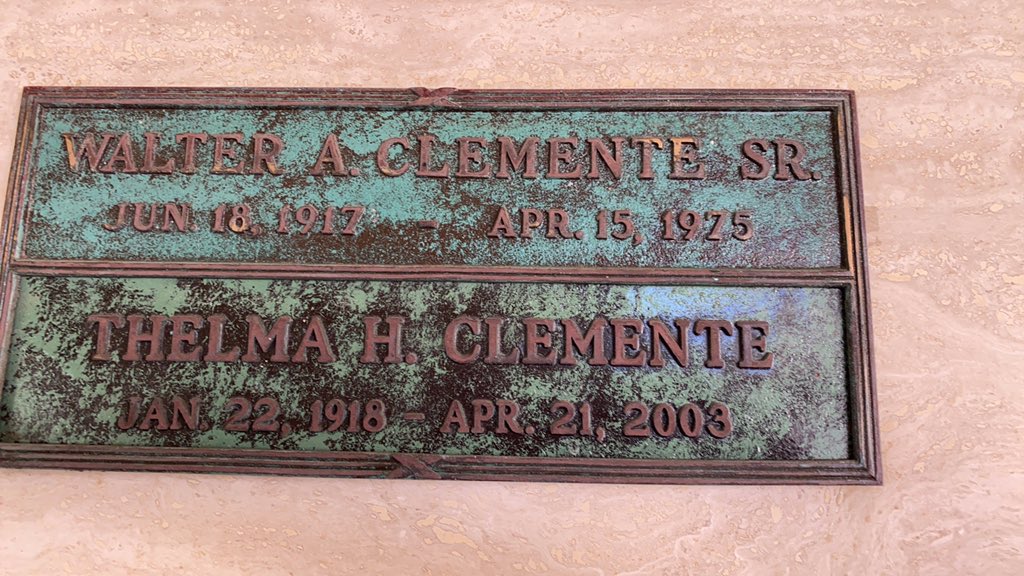 WALTER A. CLEMENTE SR.
JUN. 18, 1917 - APR. 15, 1975
THELMA H. CLEMENTE
JAN. 22, 1918 - APR. 21, 2003